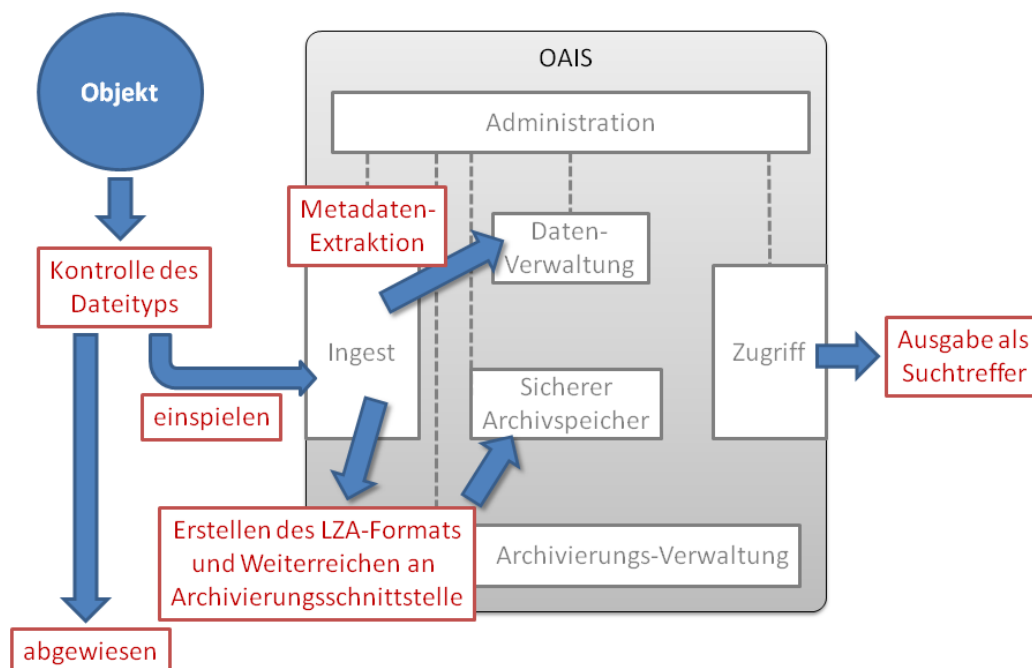 OAIS
Objekt
Administration
Metadaten-
Extraktion
Daten-
Verwaltung
Kontrolle des
Dateityps
Ingest
Zugriff
Ausgabe als
Suchtreffer
einspielen
Sicherer
Archivspeicher
Erstellen des LZA-Formats
und Weiterreichen an
Archivierungsschnittstelle
Archivierungs-Verwaltung
abgewiesen